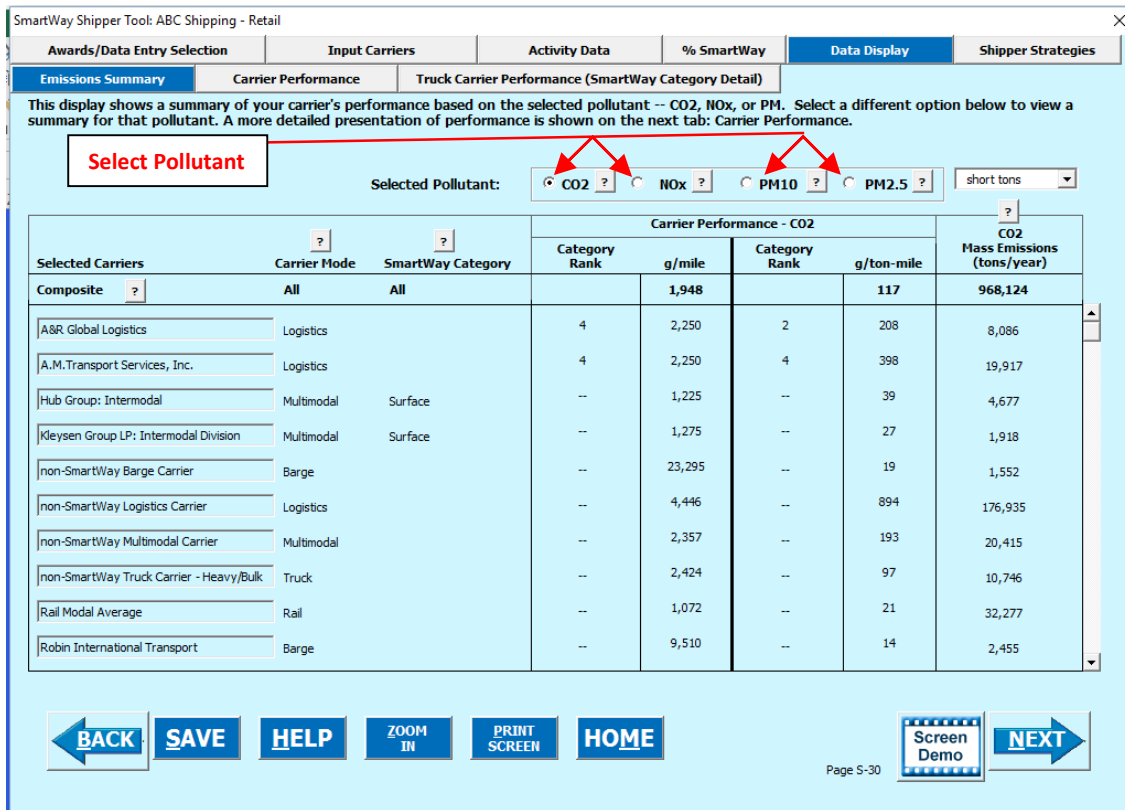 SmartWay Shipper Tool: ABC Shipping - Retail
Awards/Data Entry Selection Input Carriers Activity Data % SmartWay Data Display Shipper Strategies
Emissions Summary Carrier Performance Truck Carrier Performance (SmartWay Category Detail)
This display shows a summary of your carrier's performance based on the selected pollutant -- CO2, NOx, or PM. Select a different option below to view a
summary for that pollutant. A more detailed presentation of performance is shown on the next tab: Carrier Performance.
Select Pollutant
Selected Pollutant: CO2 ? NOx ? PM10 ? PM2.5 ? short tons
Carrier Performance - CO2
?
CO2
Mass Emissions
(tons/year)
? ?
Selected Carriers Carrier Mode SmartWay Category Category
Rank g/mile Category
Rank g/ton-mile
Composite ? All All 1,948 117 968,124
A&R Global Logistics Logistics 4 2,250 2 208 8,086
A.M.Transport Services, Inc. Logistics 4 2,250 4 398 19,917
Hub Group: Intermodal Multimodal Surface -- 1,225 -- 39 4,677
Kleysen Group LP: Intermodal Division Multimodal Surface -- 1,275 -- 27 1,918
non-SmartWay Barge Carrier Barge -- 23,295 -- 19 1,552
non-SmartWay Logistics Carrier Logistics -- 4,446 -- 894 176,935
non-SmartWay Multimodal Carrier Multimodal -- 2,357 -- 193 20,415
non-SmartWay Truck Carrier - Heavy/Bulk Truck -- 2,424 -- 97 10,746
Rail Modal Average Rail -- 1,072 -- 21 32,277
Robin International Transport Barge -- 9,510 -- 14 2,455
BACK SAVE HELP ZOOM
IN PRINT
SCREEN HOME Screen
Demo NEXT
Page S-30